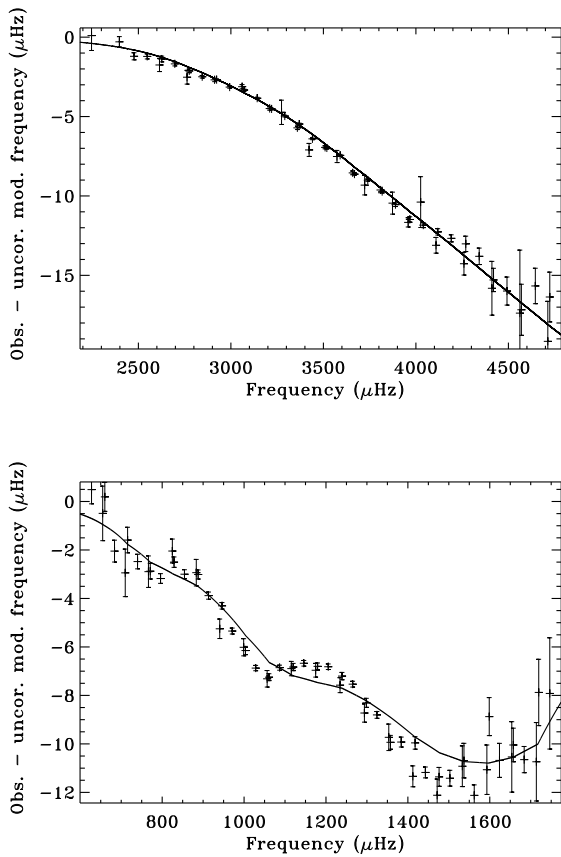 Obs. − uncor. mod. frequency (μHz)
0
−5
−10
−15
2500 3000 3500 4000 4500
Frequency (μHz)
Obs. − uncor. mod. frequency (μHz)
0
−2
−4
−6
−8
−10
−12
800 1000 1200 1400 1600
Frequency (μHz)